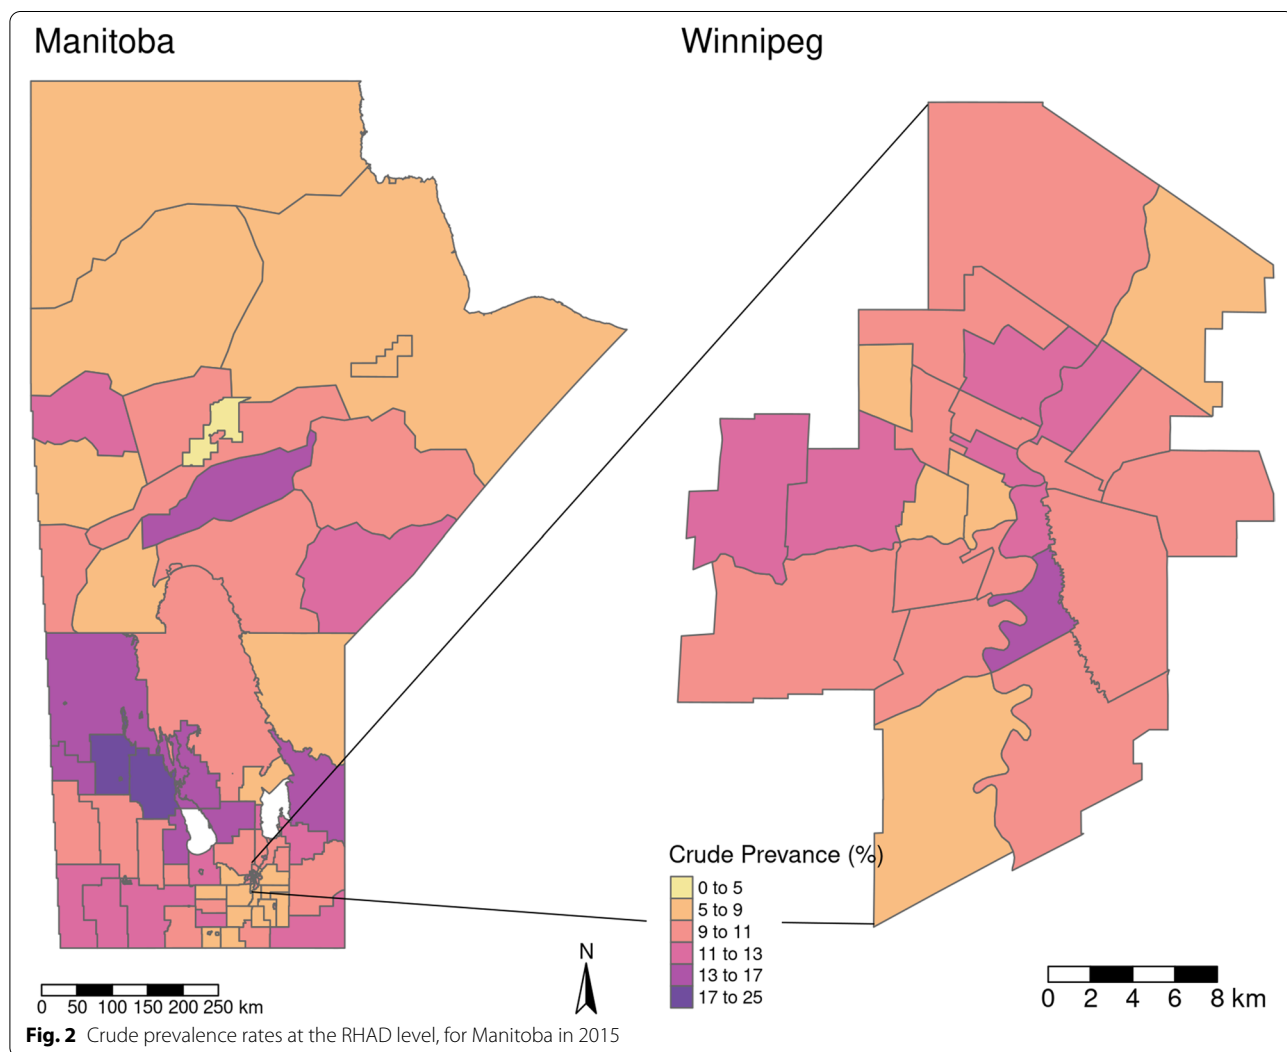 Manitoba
Winnipeg
Crude Prevance (%)
0 to 5
5 to 9
9 to 11
11 to 13
13 to 17
17 to 25
N
0 50 100 150 200 250 km
0 2 4 6 8 km
Fig. 2 Crude prevalence rates at the RHAD level, for Manitoba in 2015